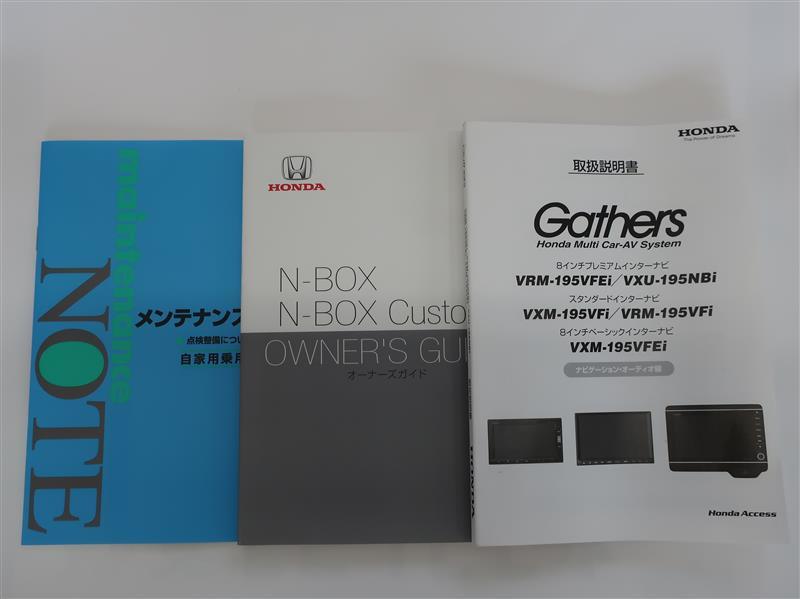 maintenance
NOTE
メンテナンス
点検整備につい
自家用乗用
HONDA
N-BOX
N-BOX Custo
OWNER'S GUI
オーナーズガイド
HONDA
HONDA
The Power of Dreams
取扱説明書
Gathers
Honda Multi Car-AV System
8インチプレミアムインターナビ
VRM-195VFEi/VXU-195NBi
スタンダードインターナビ
VXM-195VFi/VRM-195VFi
8インチベーシックインターナビ
VXM-195VFEi
ナビゲーション・オーディオ編
Honda Access